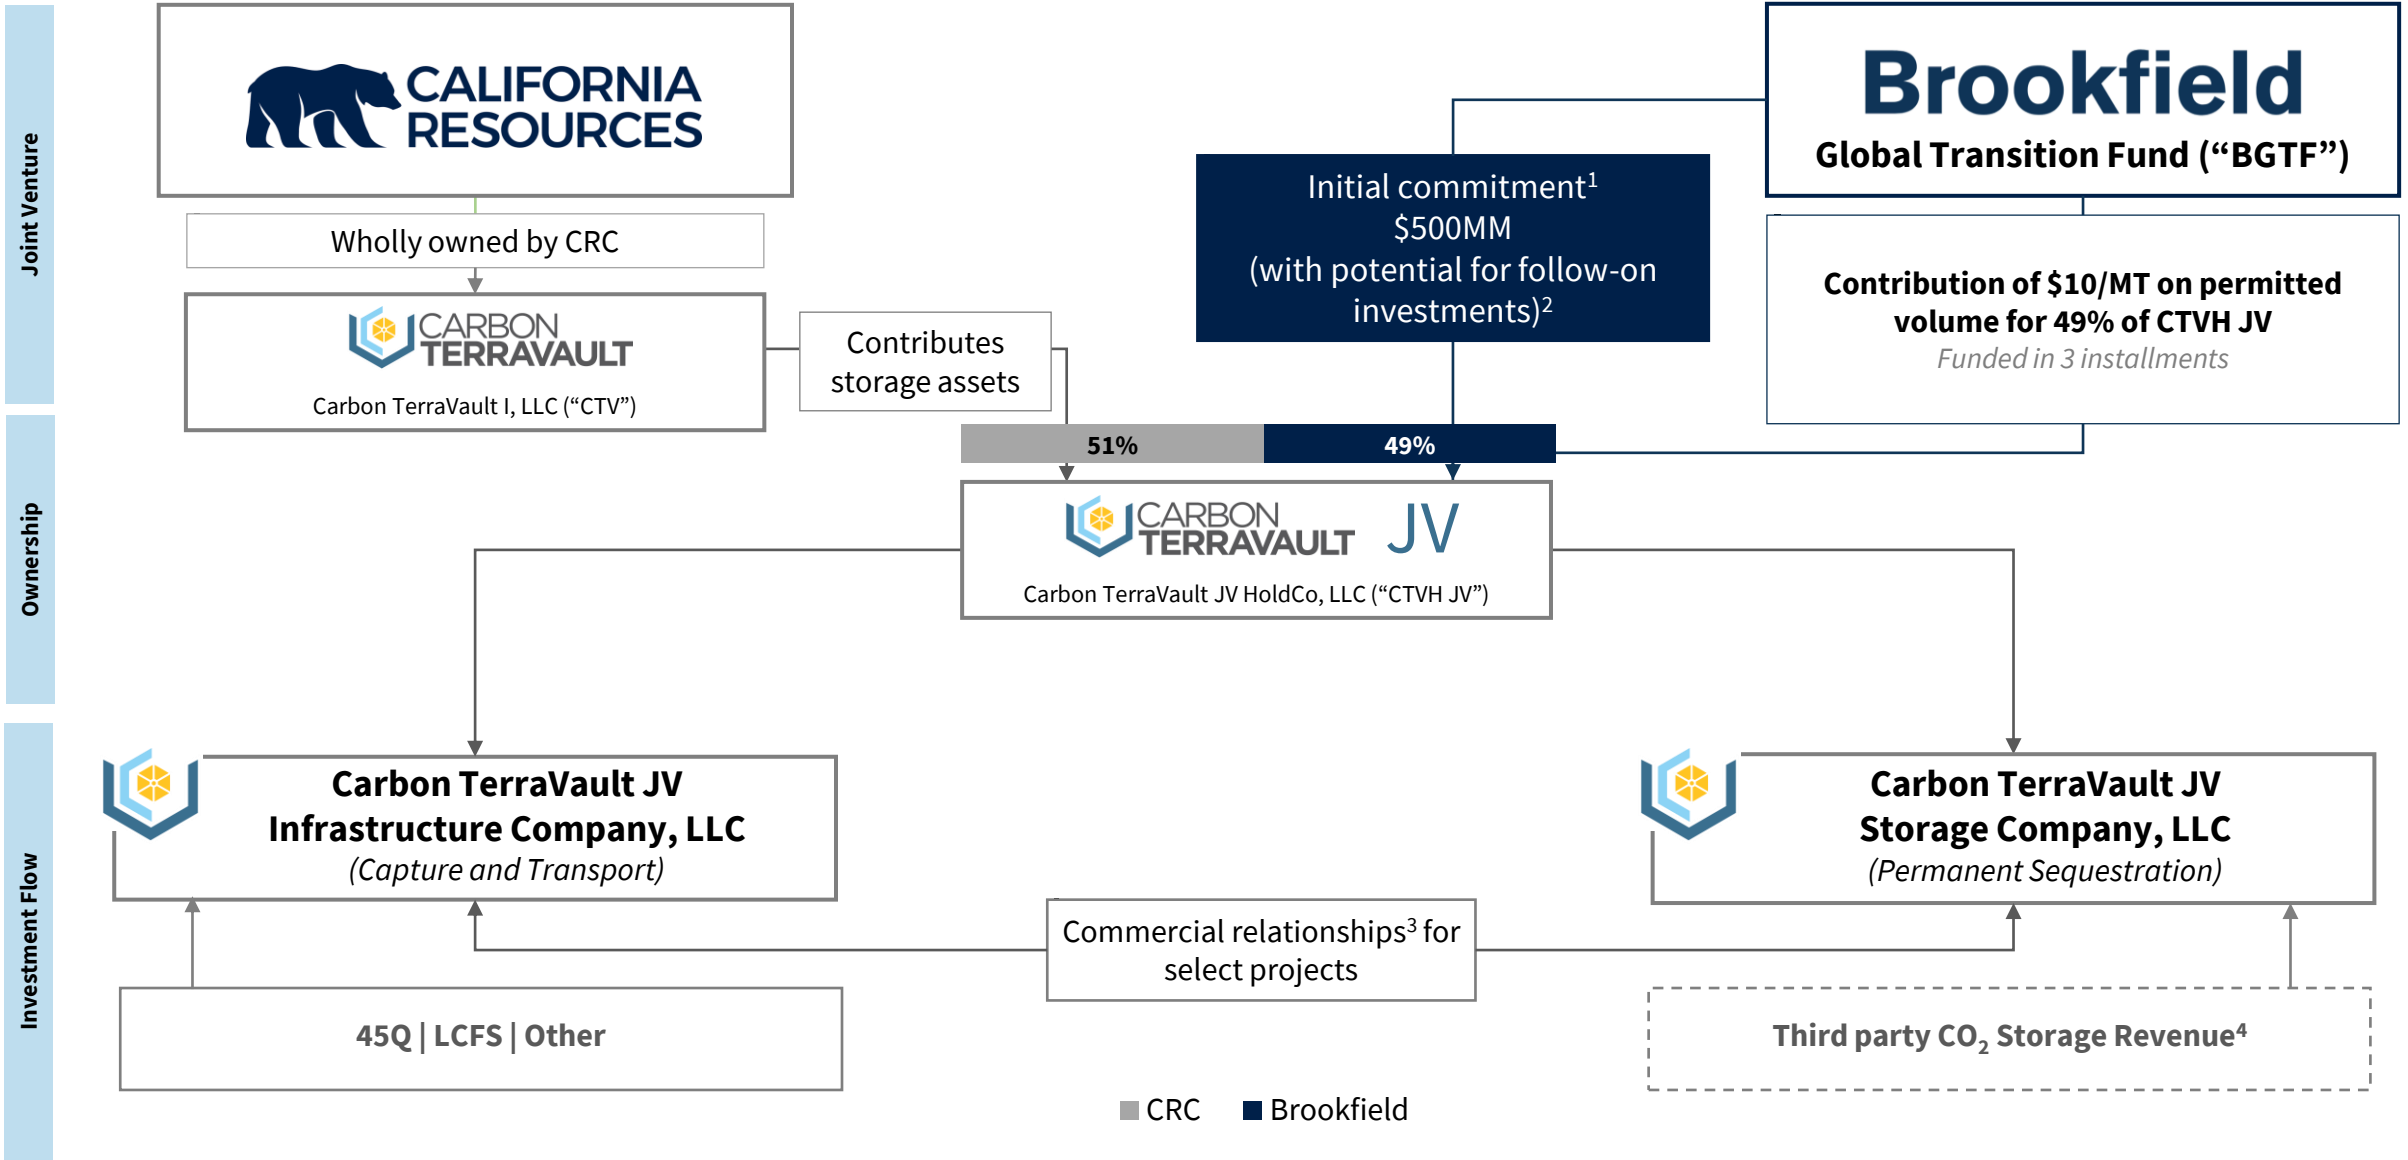 Joint Venture
CALIFORNIA
RESOURCES
Brookfield
Global Transition Fund (“BGTF”)
Wholly owned by CRC
Initial commitment¹
$500MM
(with potential for follow-on
investments)²
Contribution of $10/MT on permitted
volume for 49% of CTVH JV
Funded in 3 installments
CARBON
TERRAVAULT
Carbon TerraVault I, LLC (“CTV”)
Contributes
storage assets
Ownership
51%
49%
CARBON
TERRAVAULT JV
Carbon TerraVault JV HoldCo, LLC (“CTVH JV”)
Investment Flow
Carbon TerraVault JV
Infrastructure Company, LLC
(Capture and Transport)
Carbon TerraVault JV
Storage Company, LLC
(Permanent Sequestration)
Commercial relationships³ for
select projects
45Q | LCFS | Other
Third party CO₂ Storage Revenue⁴
CRC
Brookfield